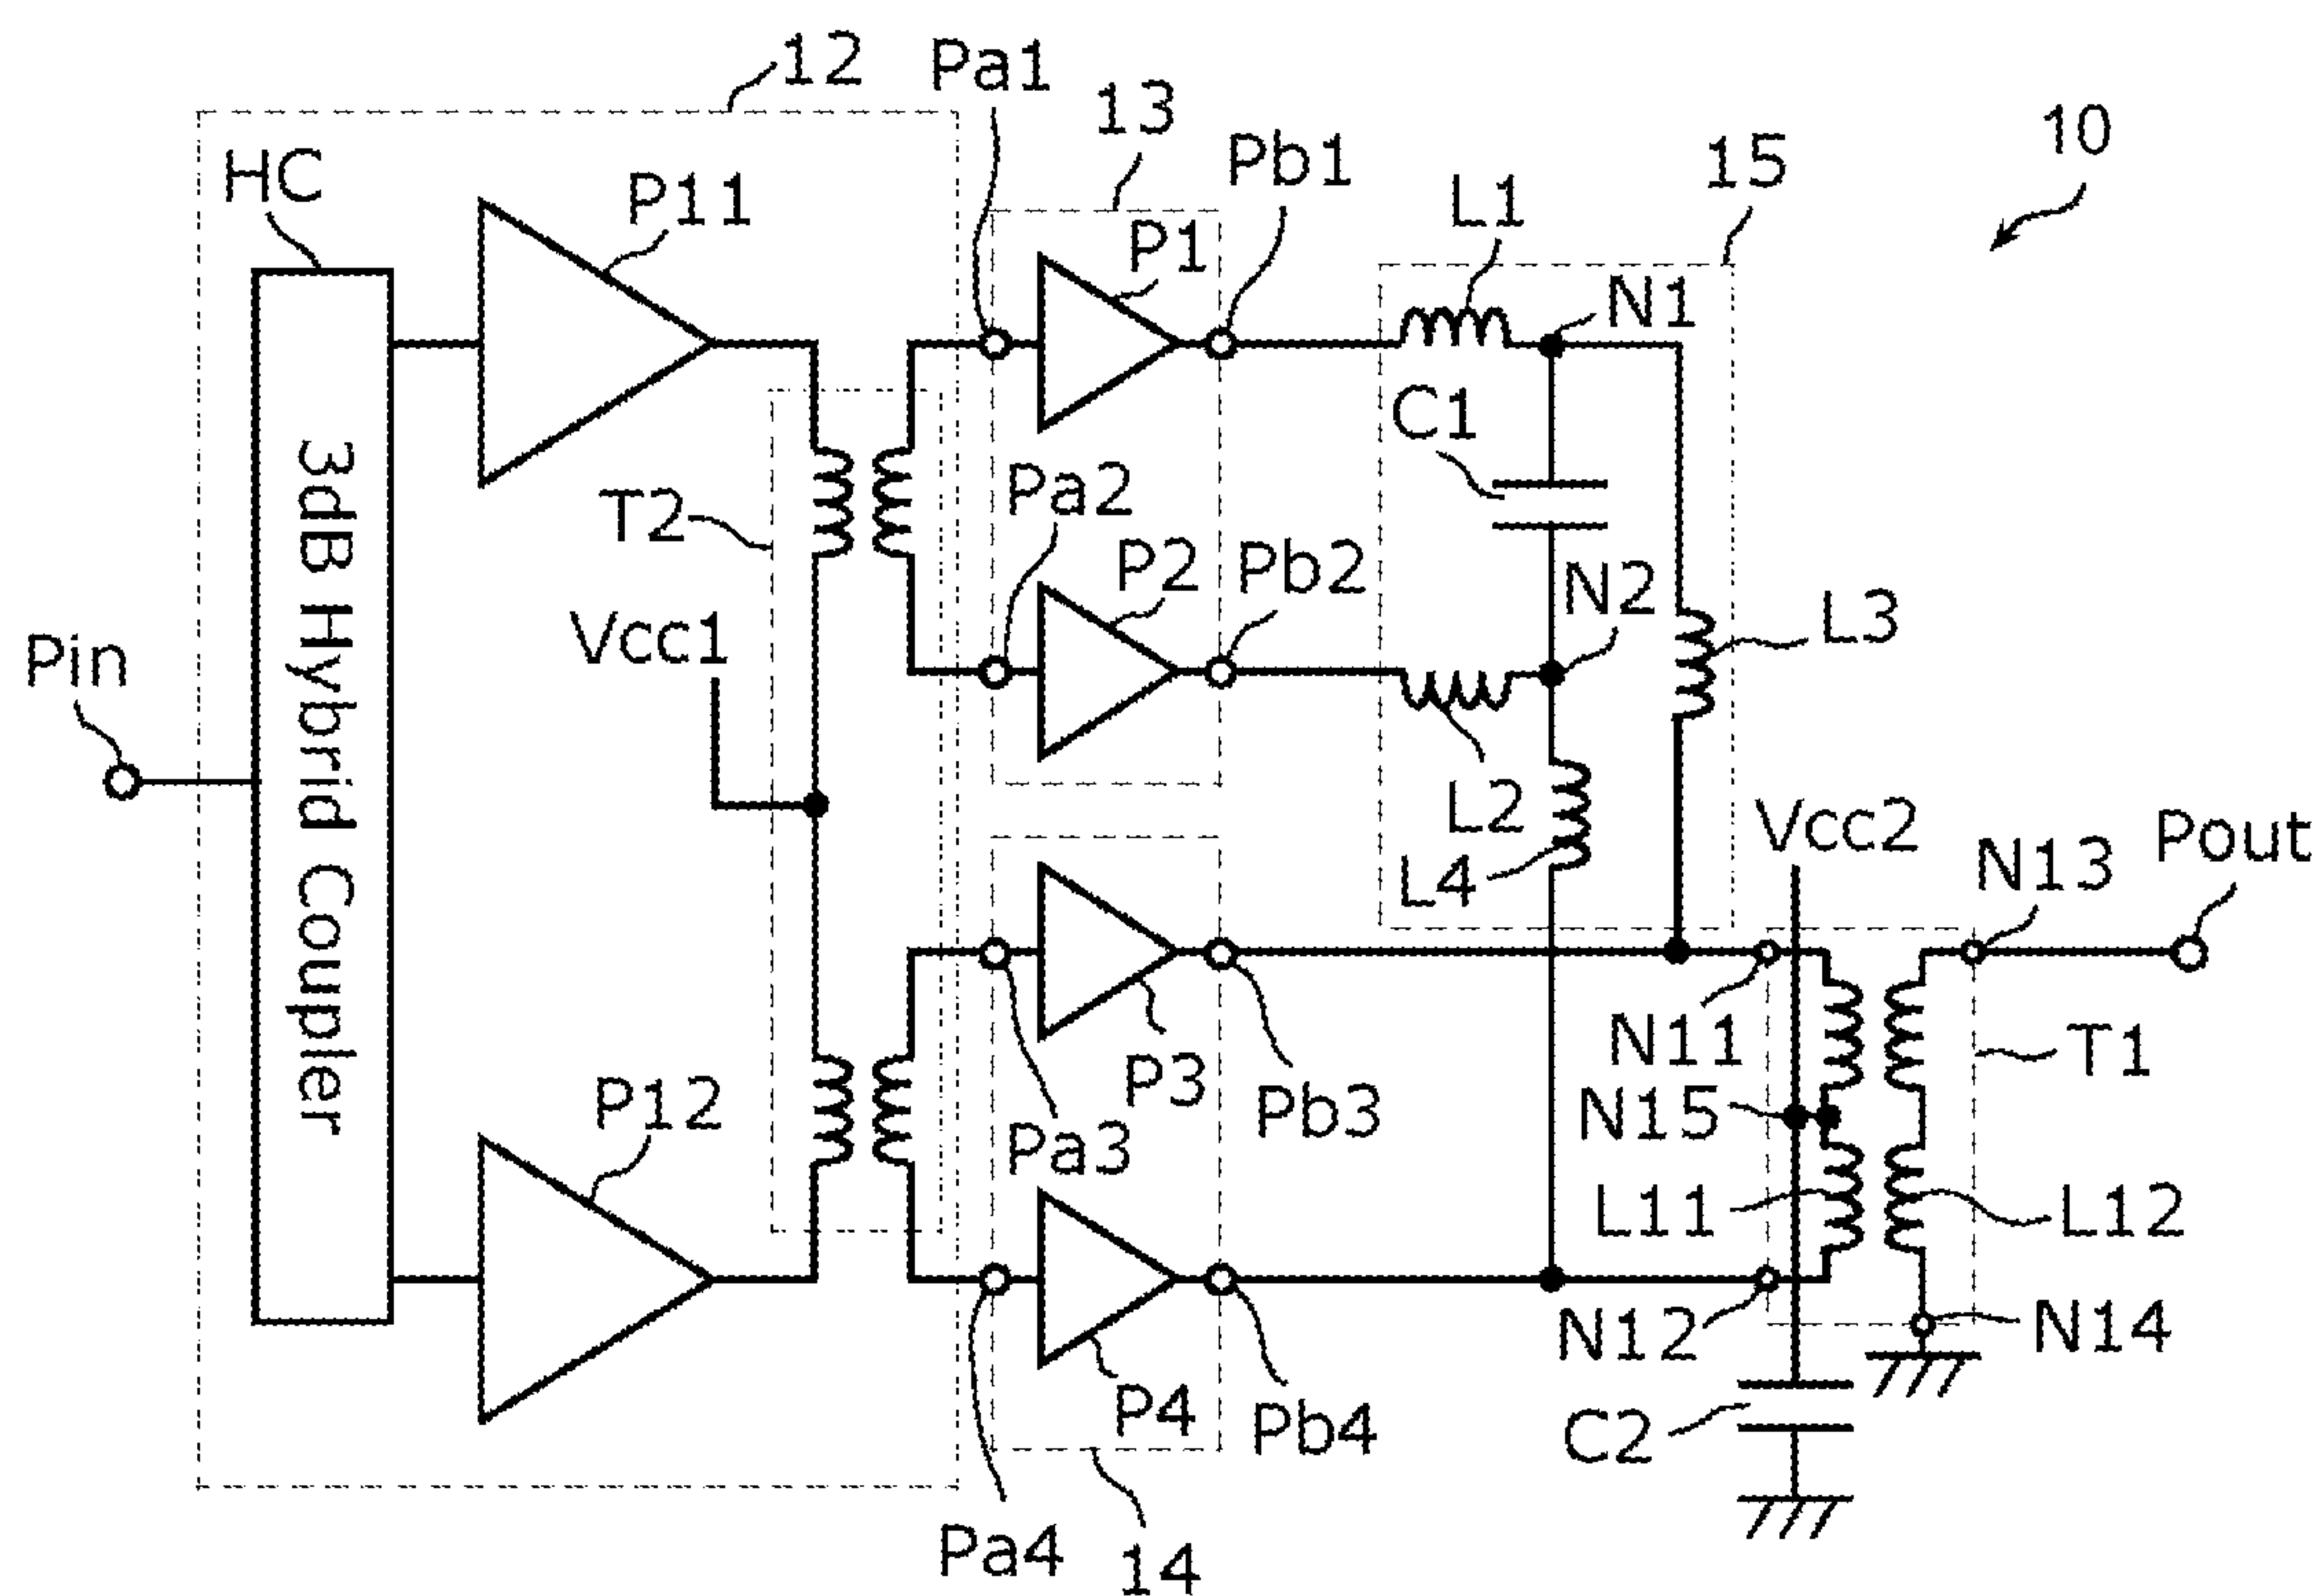 12
Pa1
13
10
HC
P11
Pb1
15
L1
P1
N1
C1
Pa2
T2
P2
Pb2
N2
L3
Vcc1
Pin
3dB Hybrid Coupler
L2
Vcc2
Pout
L4
N13
N11
T1
P3
Pb3
N15
P12
Pa3
L11
L12
N12
N14
P4
Pb4
C2
Pa4
14